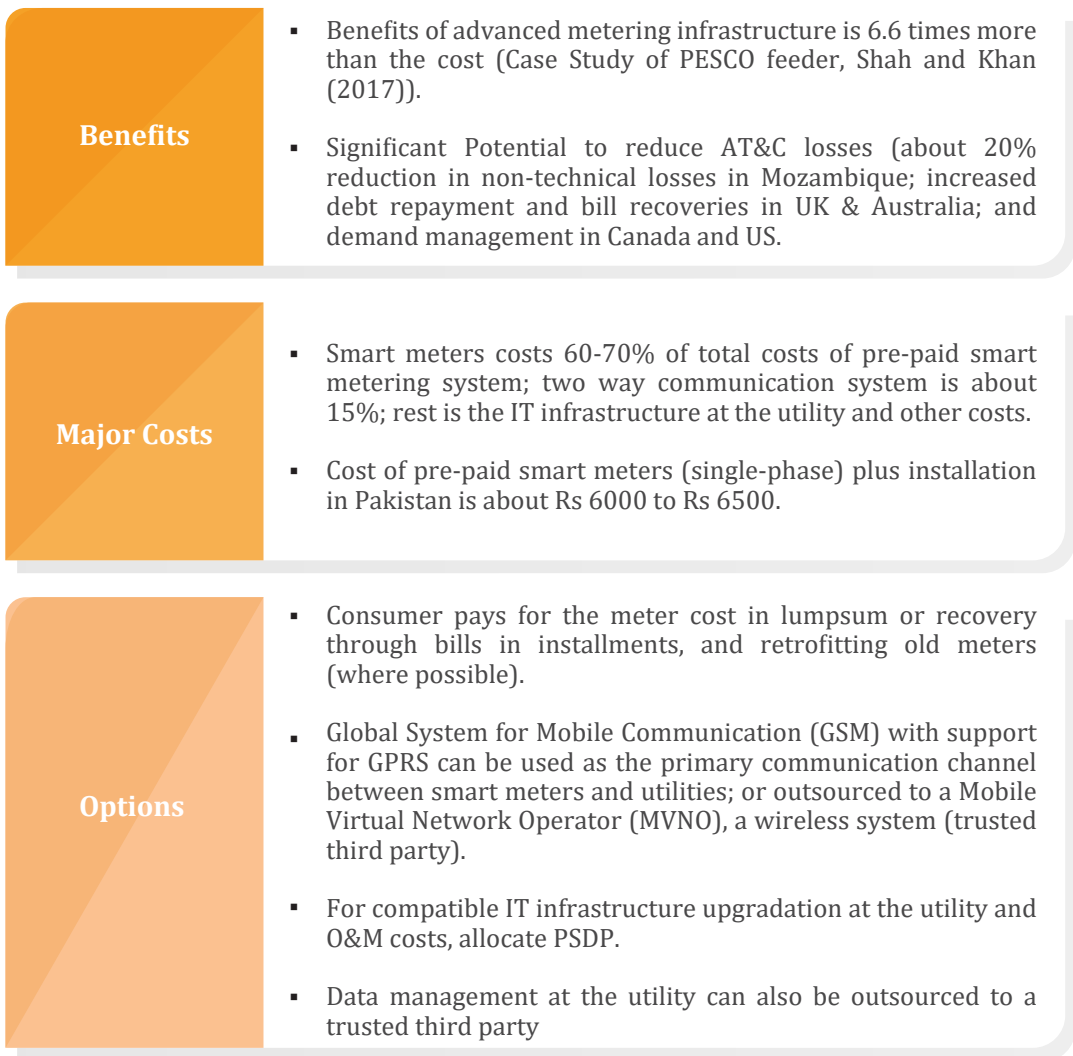 Benefits
▪ Benefits of advanced metering infrastructure is 6.6 times more
than the cost (Case Study of PESCO feeder, Shah and Khan
(2017)).
▪ Significant Potential to reduce AT&C losses (about 20%
reduction in non-technical losses in Mozambique; increased
debt repayment and bill recoveries in UK & Australia; and
demand management in Canada and US.
Major Costs
▪ Smart meters costs 60-70% of total costs of pre-paid smart
metering system; two way communication system is about
15%; rest is the IT infrastructure at the utility and other costs.
▪ Cost of pre-paid smart meters (single-phase) plus installation
in Pakistan is about Rs 6000 to Rs 6500.
Options
▪ Consumer pays for the meter cost in lumpsum or recovery
through bills in installments, and retrofitting old meters
(where possible).
▪ Global System for Mobile Communication (GSM) with support
for GPRS can be used as the primary communication channel
between smart meters and utilities; or outsourced to a Mobile
Virtual Network Operator (MVNO), a wireless system (trusted
third party).
▪ For compatible IT infrastructure upgradation at the utility and
O&M costs, allocate PSDP.
▪ Data management at the utility can also be outsourced to a
trusted third party